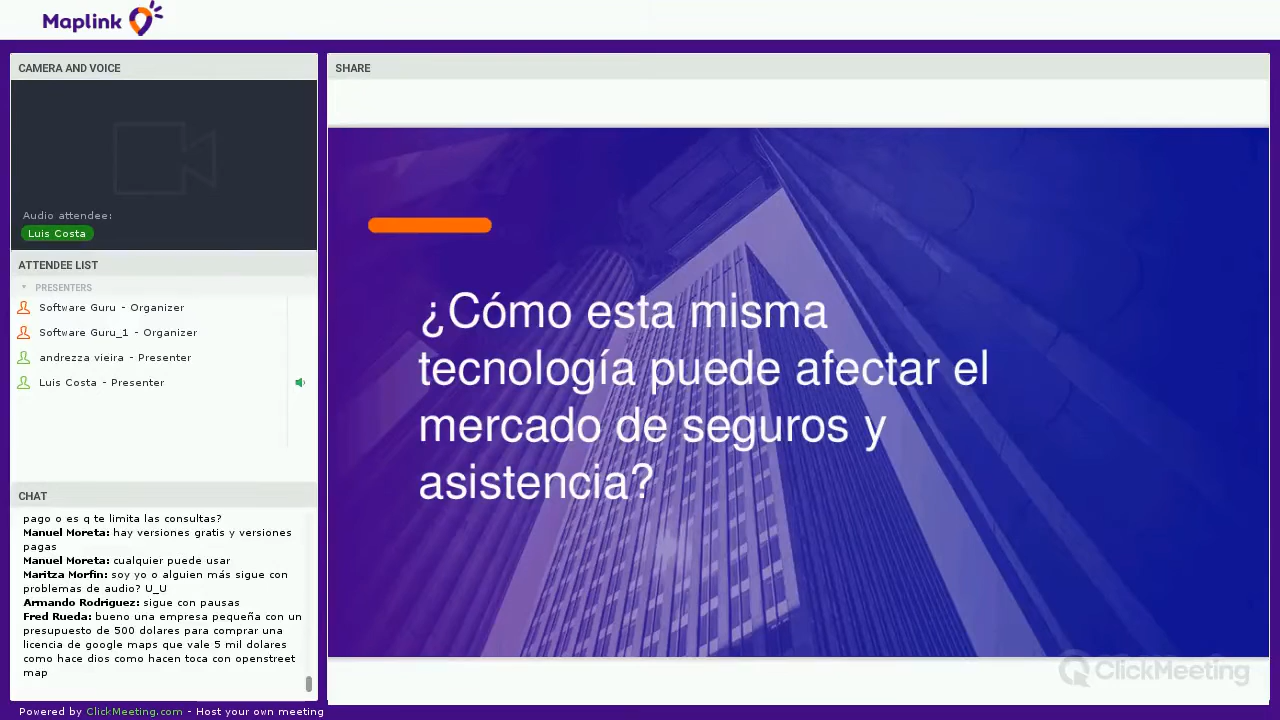 Maplink
CAMERA AND VOICE
Audio attendee:
Luis Costa
ATTENDEE LIST
PRESENTERS
Software Guru - Organizer
Software Guru_1 - Organizer
andrezza vieira - Presenter
Luis Costa - Presenter
CHAT
pago o es q te limita las consultas?
Manuel Moreta: hay versiones gratis y versiones
pagas
Manuel Moreta: cualquier puede usar
Maritza Morfin: soy yo o alguien más sigue con
problemas de audio? U_U
Armando Rodriguez: sigue con pausas
Fred Rueda: bueno una empresa pequeña con un
presupuesto de 500 dolares para comprar una
licencia de google maps que vale 5 mil dolares
como hace dios como hacen toca con openstreet
map
Powered by ClickMeeting.com - Host your own meeting
SHARE
¿Cómo esta misma
tecnología puede afectar el
mercado de seguros y
asistencia?
ClickMeeting